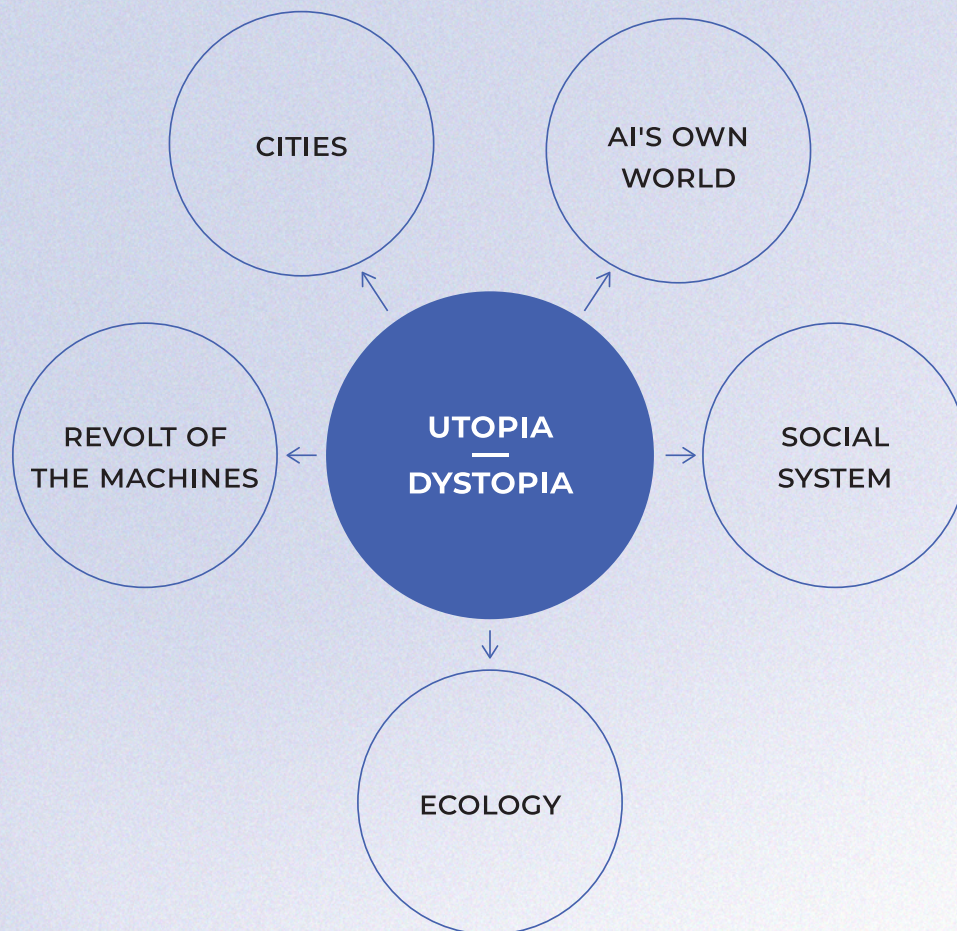 CITIES
AI'S OWN
WORLD
REVOLT OF
THE MACHINES
UTOPIA
DYSTOPIA
SOCIAL
SYSTEM
ECOLOGY